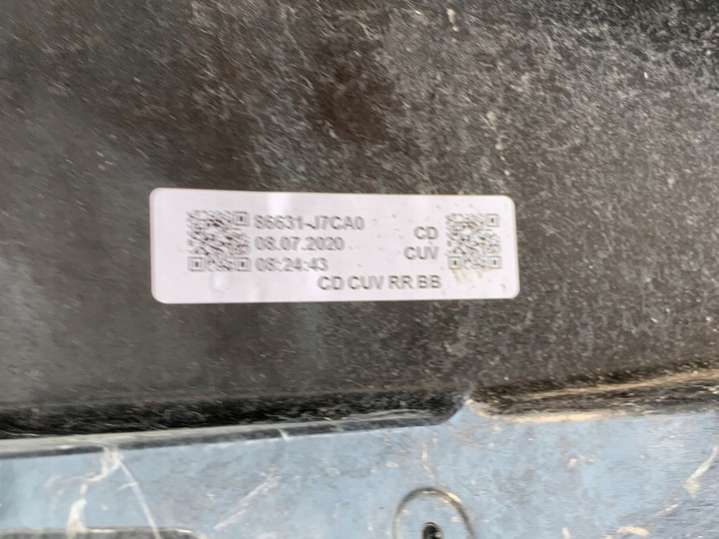 86631-J7CA0
08.07.2020
08:24:43
CD
CUV
CD CUV RR BB